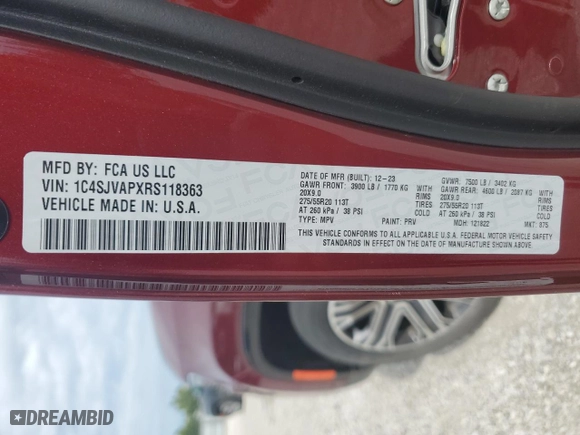 MFD BY: FCA US LLC
VIN: 1C4SJVAPXRS118363
VEHICLE MADE IN: U.S.A.
DATE OF MFR (BUILT): 12-23
GAWR FRONT: 3900 LB / 1770 KG WITH
20X9.0 RIMS
275/55R20 113T TIRES
AT 260 kPa / 38 PSI
TYPE: MPV
PAINT: PRV
GVWR: 7500 LB / 3402 KG
GAWR REAR: 4600 LB / 2087 KG WITH
20X9.0 RIMS
275/55R20 113T TIRES
AT 260 kPa / 38 PSI
MDH: 121922
MKT: 875
THIS VEHICLE CONFORMS TO ALL APPLICABLE U.S.A. FEDERAL MOTOR VEHICLE SAFETY
STANDARDS IN EFFECT ON THE DATE OF MANUFACTURE SHOWN ABOVE.
DREAMBID